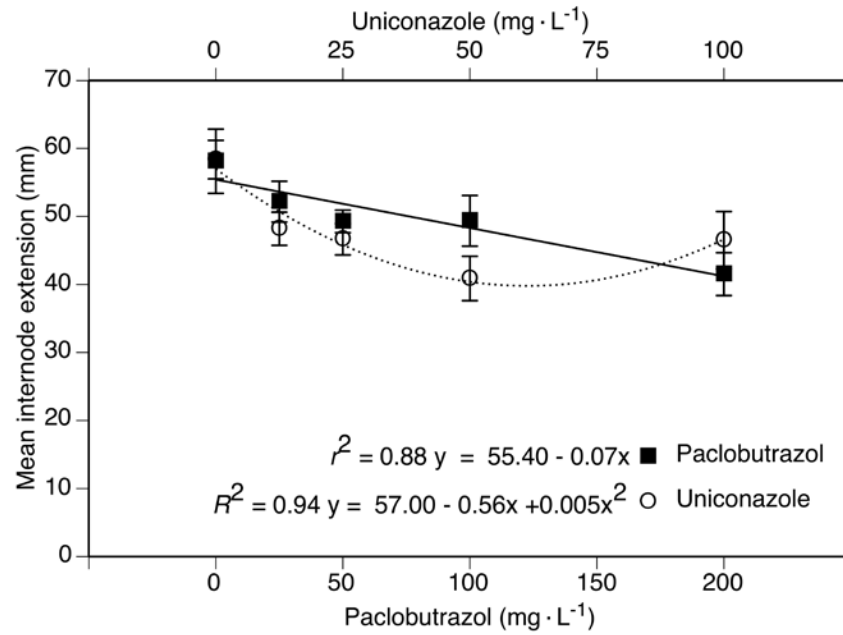 Uniconazole (mg · L⁻¹)
0 25 50 75 100
Mean internode extension (mm)
70
60
50
40
30
20
10
0
r² = 0.88 y = 55.40 - 0.07x ■ Paclobutrazol
R² = 0.94 y = 57.00 - 0.56x +0.005x² ○ Uniconazole
0 50 100 150 200
Paclobutrazol (mg · L⁻¹)